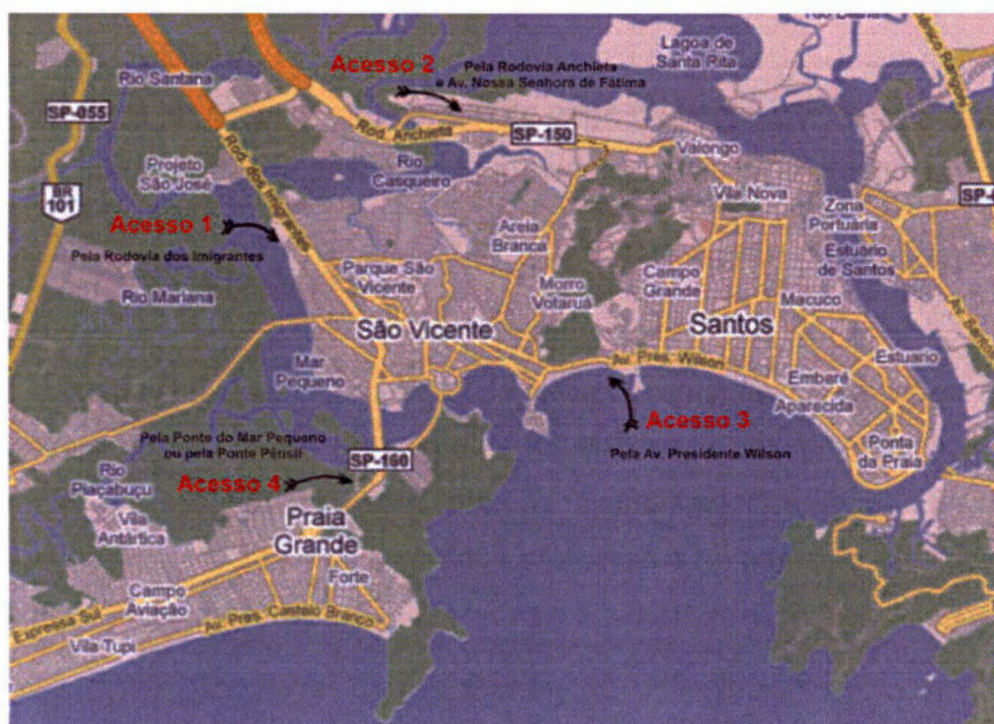 Rio Diana
Lagoa de
Santa Rita
Acesso 2
Pela Rodovia Anchieta
e Av. Nossa Senhora de Fátima
Rio Santana
SP-055
Rod. Anchieta
SP-150
Valongo
Rod. dos Imigrantes
Projeto
São José
Rio
Casqueiro
BR
101
Vila Nova
Zona
Portuária
Acesso 1
Pela Rodovia dos Imigrantes
Areia
Branca
Estuário
de Santos
Parque São
Vicente
Campo
Grande
Rio Mariana
Morro
Votaruá
Macuco
Av. Santos
São Vicente
Santos
Mar
Pequeno
Av. Pres. Wilson
Estuario
Embaré
Aparecida
Acesso 3
Pela Av. Presidente Wilson
Ponta
da Praia
Pela Ponte do Mar Pequeno
ou pela Ponte Pênsil
SP-160
Acesso 4
Rio
Piaçabuçu
Vila
Antártica
Praia
Grande
Forte
Campo
Aviação
Expressa Sul
Av. Pres. Castelo Branco
Vila Tupi